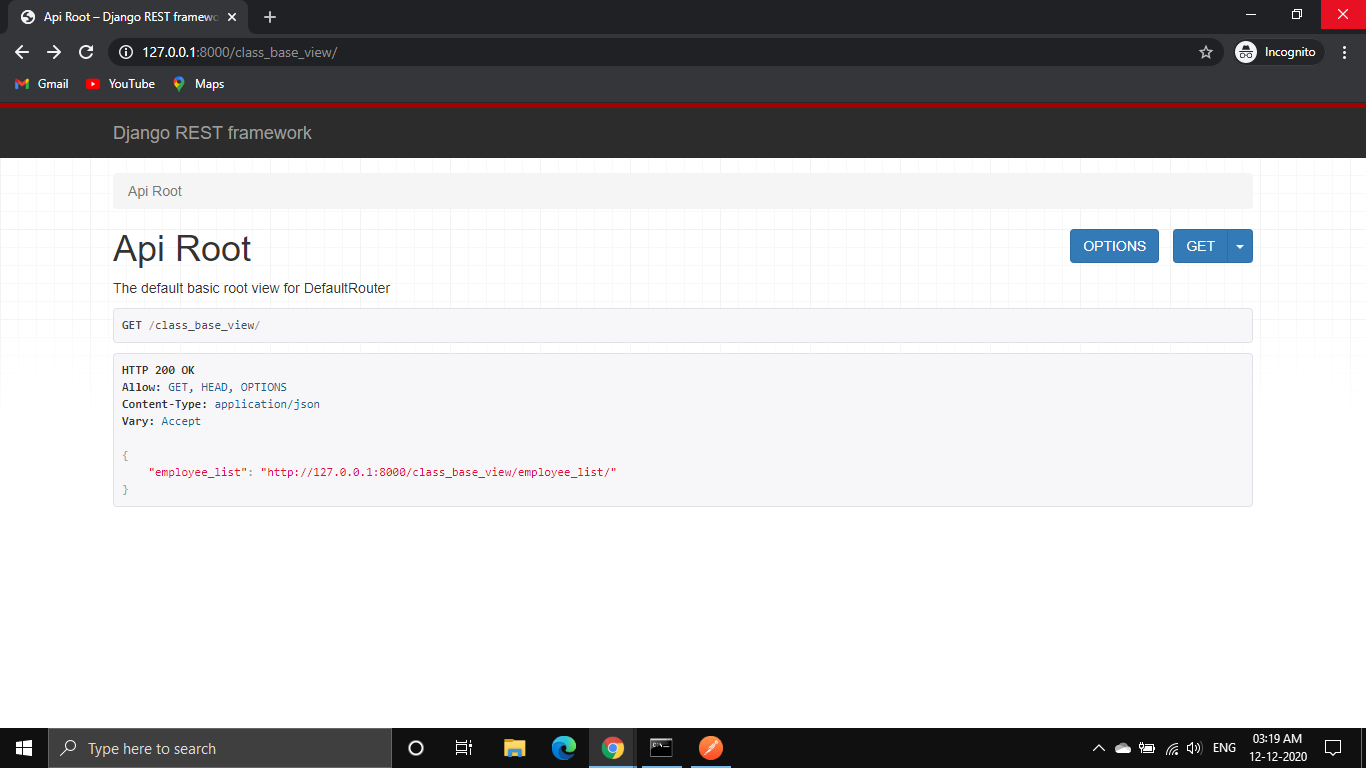 Api Root – Django REST framewo
127.0.0.1:8000/class_base_view/
Incognito
Gmail
YouTube
Maps
Django REST framework
Api Root
Api Root
OPTIONS
GET
The default basic root view for DefaultRouter
GET /class_base_view/
HTTP 200 OK
Allow: GET, HEAD, OPTIONS
Content-Type: application/json
Vary: Accept
{
    "employee_list": "http://127.0.0.1:8000/class_base_view/employee_list/"
}
Type here to search
ENG
03:19 AM
12-12-2020